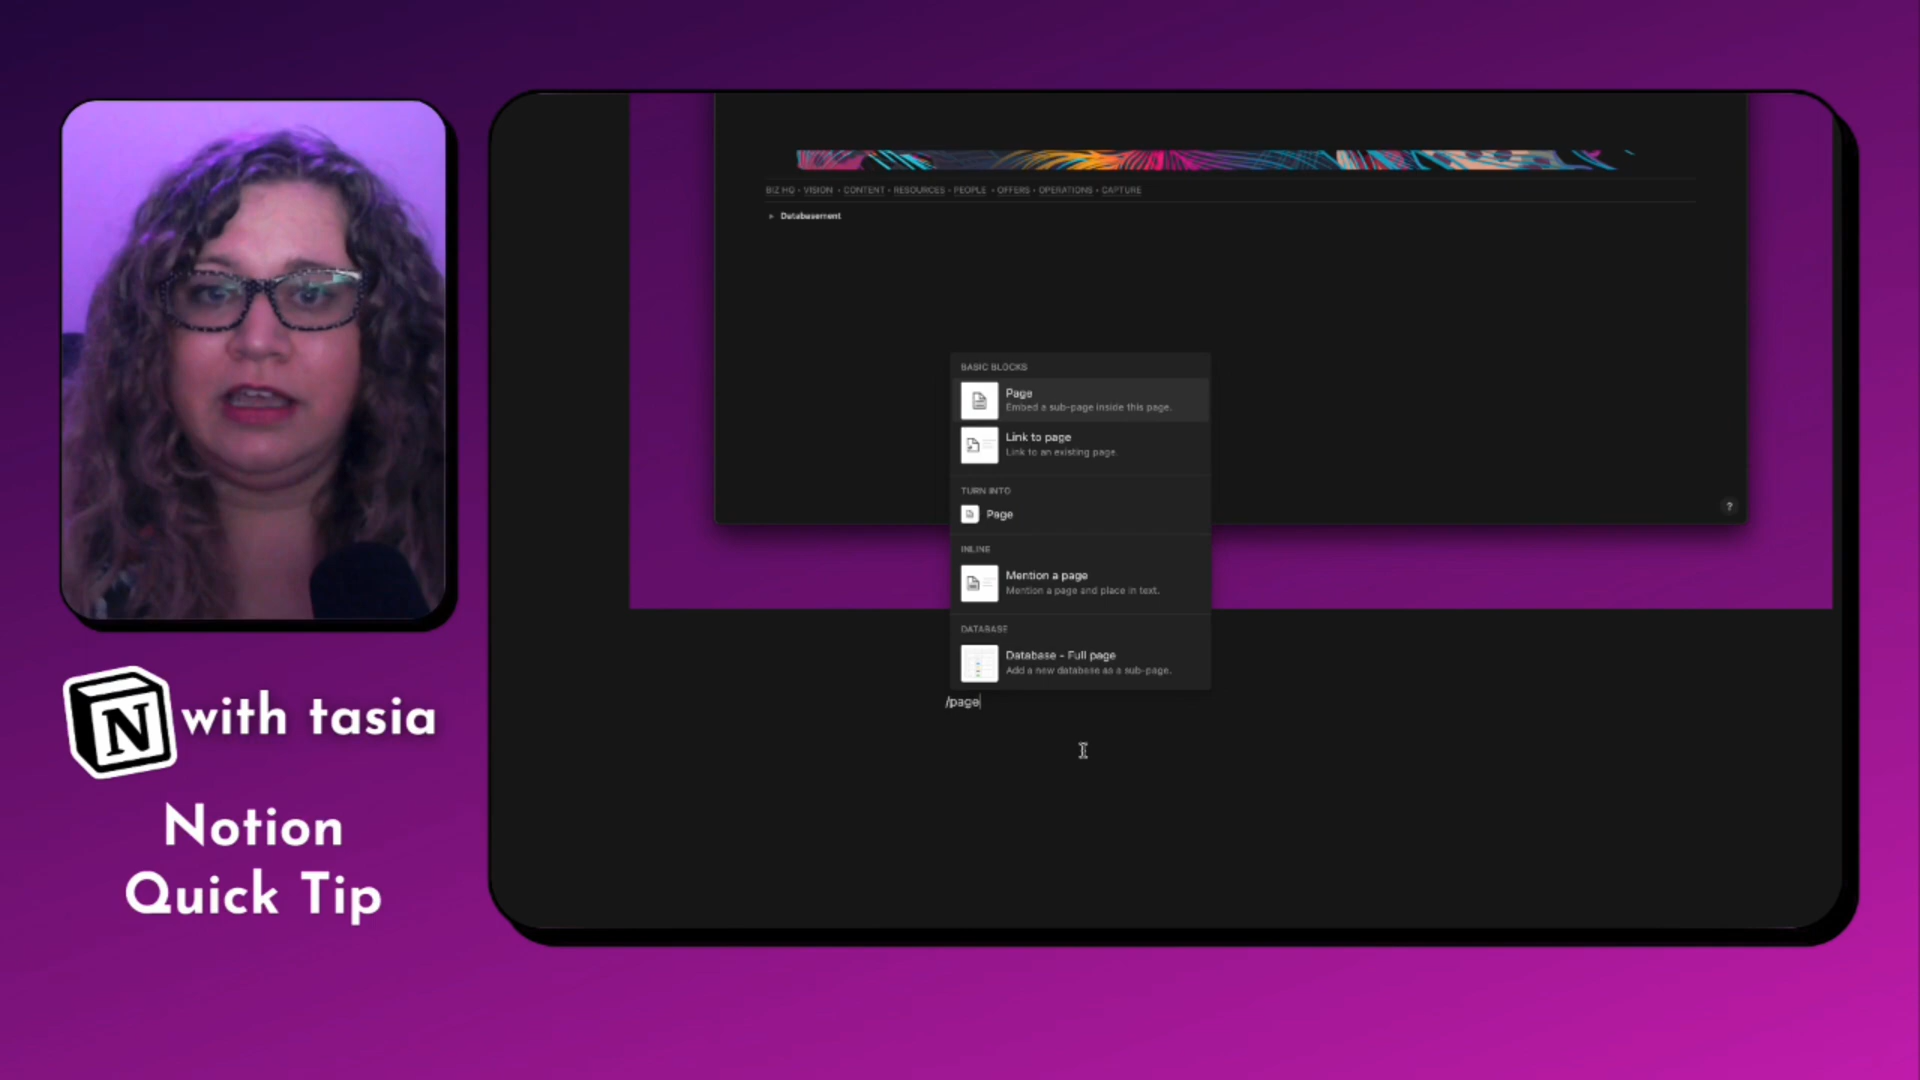 BIZ HQ • VISION • CONTENT • RESOURCES • PEOPLE • OFFERS • OPERATIONS • CAPTURE
Databasement
BASIC BLOCKS
Page
Embed a sub-page inside this page.
Link to page
Link to an existing page.
TURN INTO
Page
INLINE
Mention a page
Mention a page and place in text.
DATABASE
Database - Full page
Add a new database as a sub-page.
/page
?
N with tasia
Notion
Quick Tip